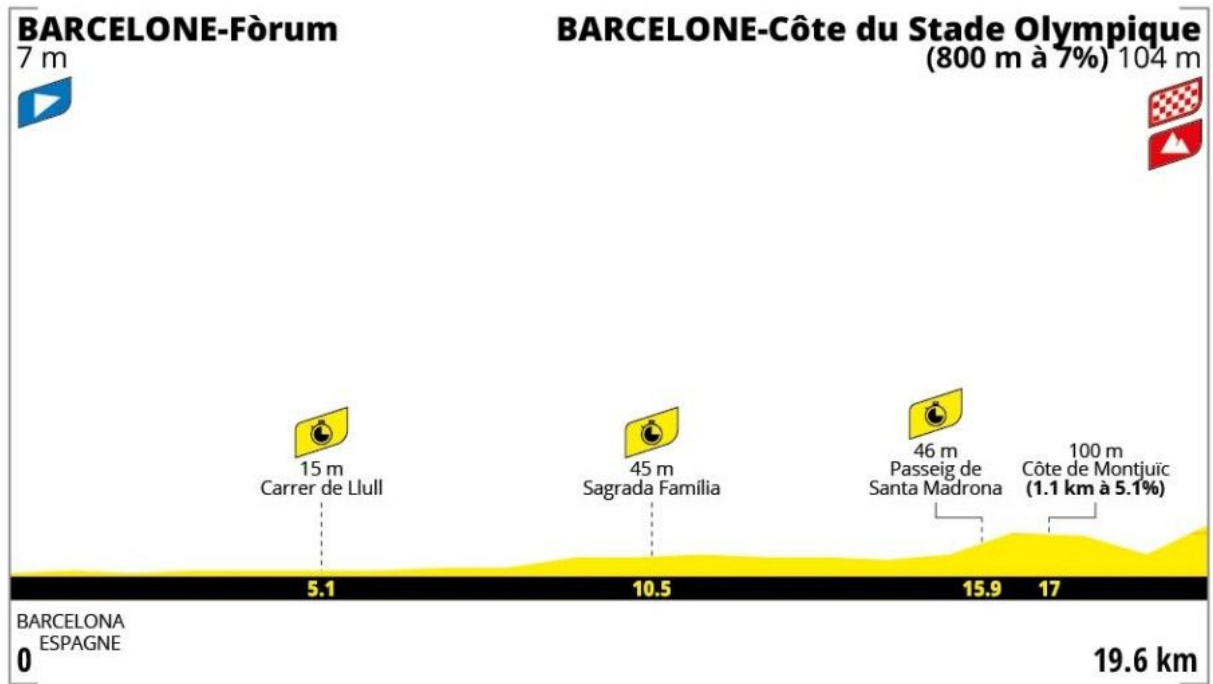 BARCELONE-Fòrum
7 m
BARCELONE-Côte du Stade Olympique
(800 m à 7%) 104 m
15 m
Carrer de Llull
45 m
Sagrada Família
46 m
Passeig de
Santa Madrona
100 m
Côte de Montjuïc
(1.1 km à 5.1%)
5.1
10.5
15.9
17
BARCELONA
ESPAGNE
0
19.6 km